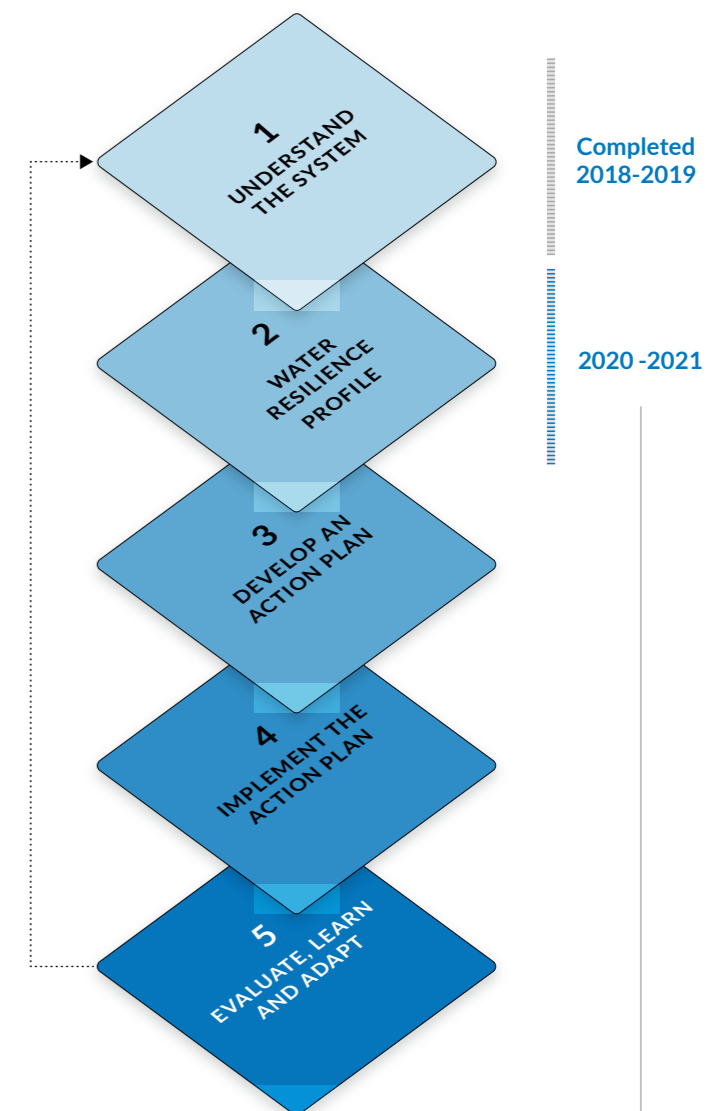 1
UNDERSTAND
THE SYSTEM
Completed
2018-2019
2
WATER
RESILIENCE
PROFILE
2020 -2021
3
DEVELOP AN
ACTION PLAN
4
IMPLEMENT THE
ACTION PLAN
5
EVALUATE, LEARN
AND ADAPT